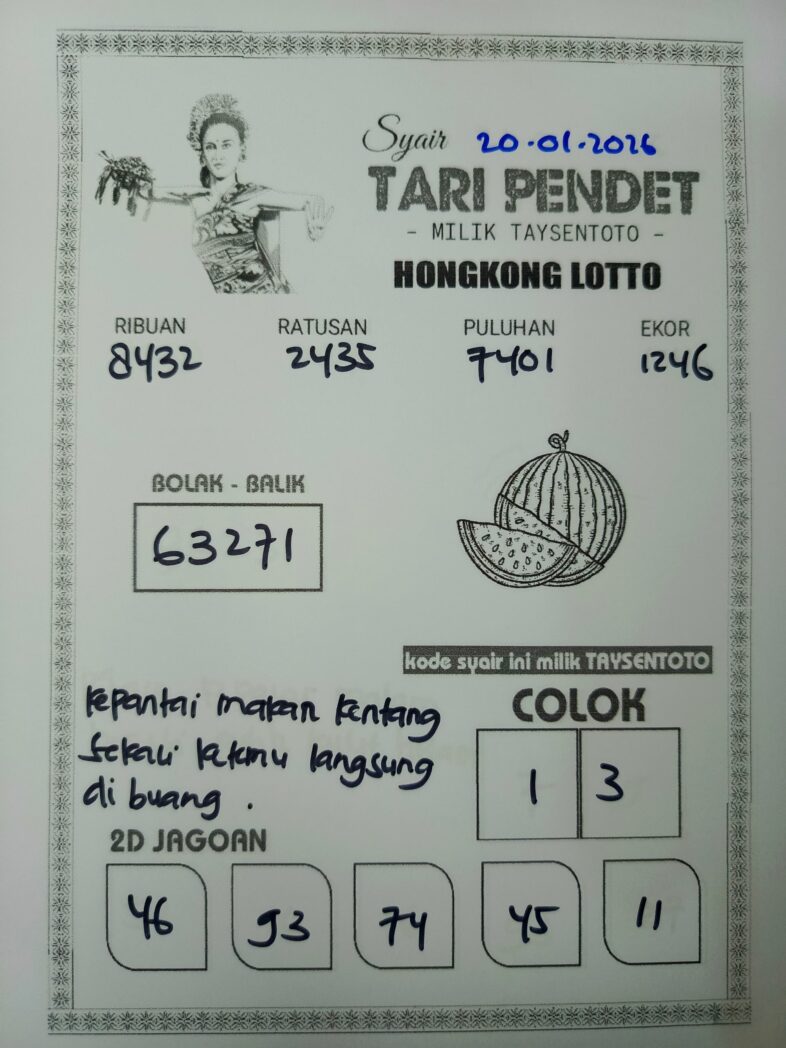 Syair 20.01.2026
TARI PENDET
- MILIK TAYSENTOTO -
HONGKONG LOTTO
RIBUAN RATUSAN PULUHAN EKOR
8432 2435 7401 1246
BOLAK - BALIK
63271
kode syair ini milik TAYSENTOTO
kepantai makan kentang
sekali ketemu langsung
di buang .
COLOK
1 3
2D JAGOAN
46 93 74 45 11